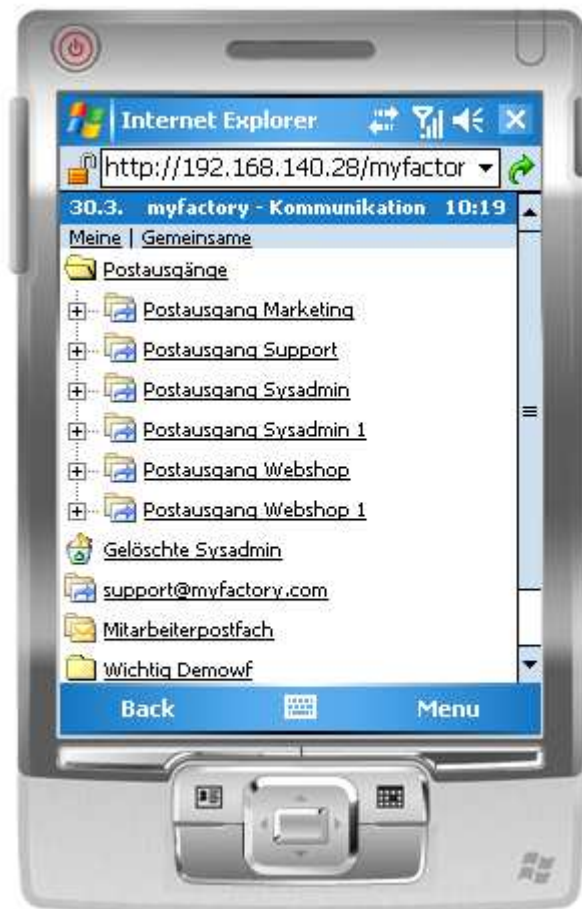 Internet Explorer
http://192.168.140.28/myfactor
30.3. myfactory - Kommunikation 10:19
Meine | Gemeinsame
Postausgänge
Postausgang Marketing
Postausgang Support
Postausgang Sysadmin
Postausgang Sysadmin 1
Postausgang Webshop
Postausgang Webshop 1
Gelöschte Sysadmin
support@myfactory.com
Mitarbeiterpostfach
Wichtig Demowf
Back Menu